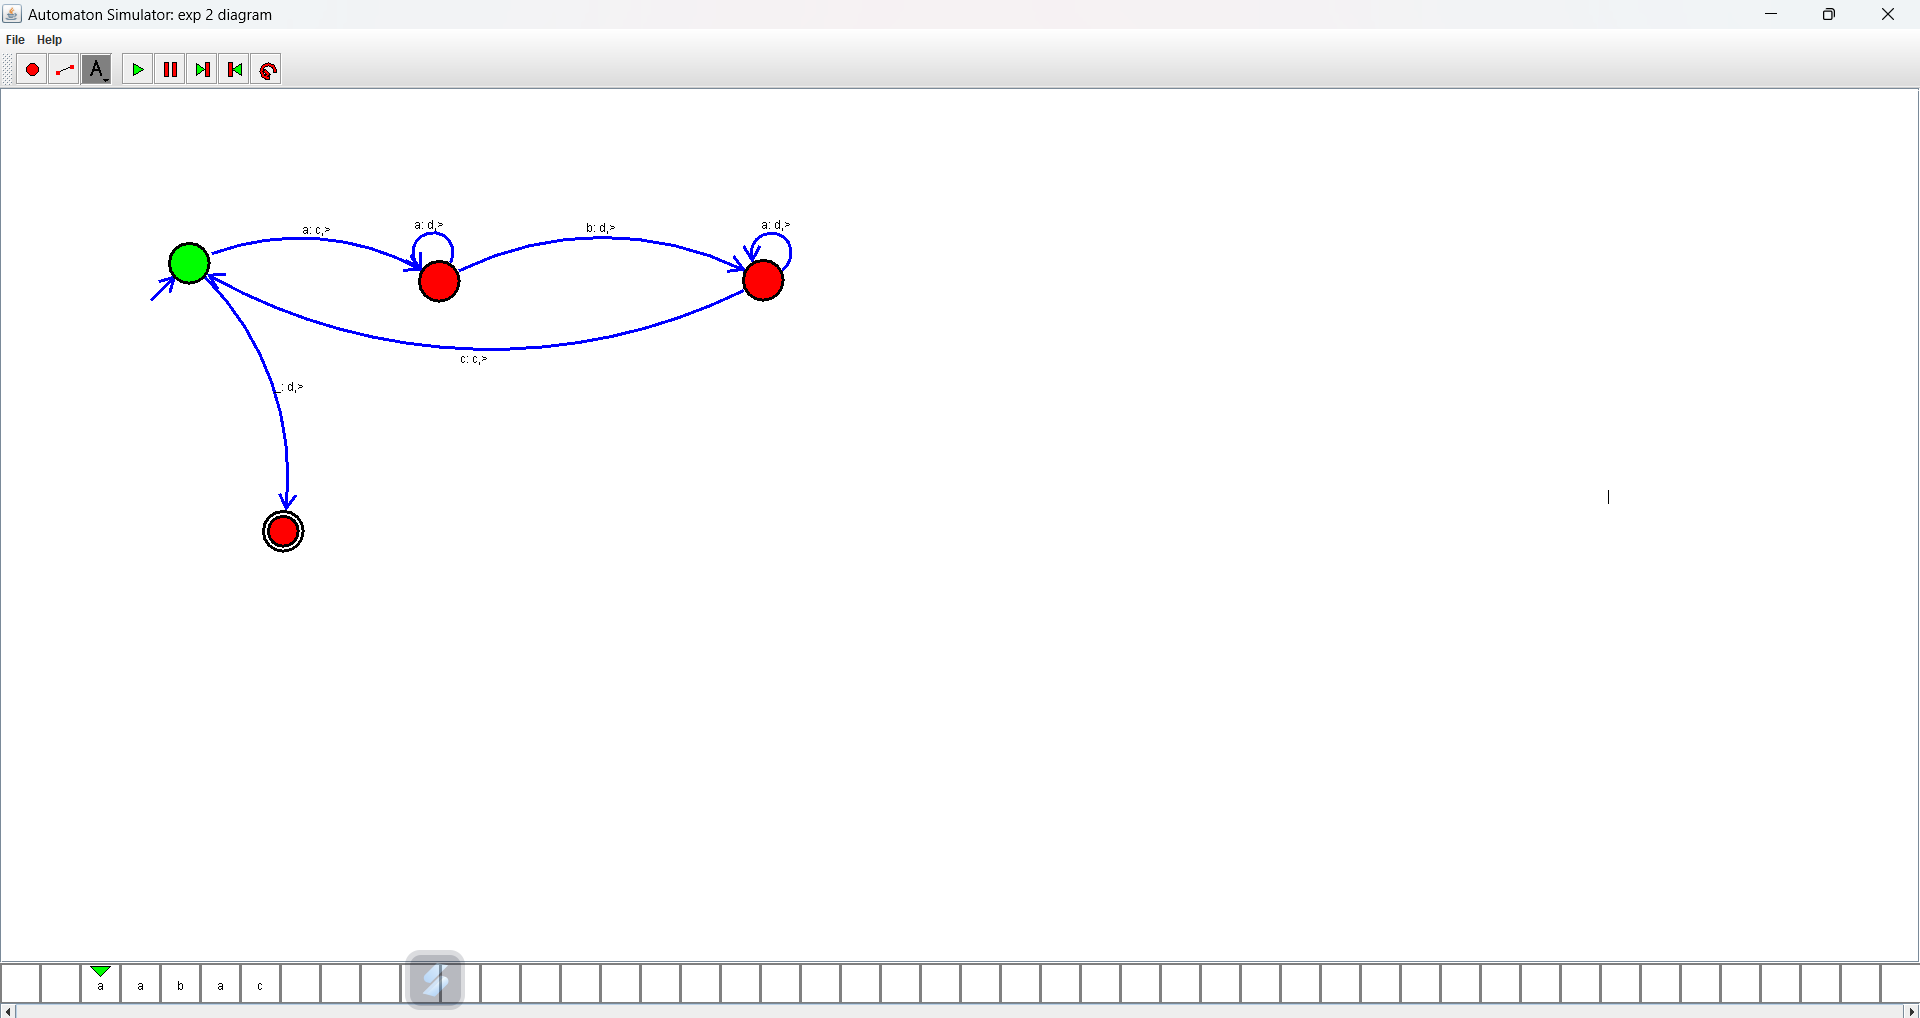 Automaton Simulator: exp 2 diagram
File Help
A
a: c,>
a: d,>
b: d,>
a: d,>
c: c,>
_: d,>
a a b a c